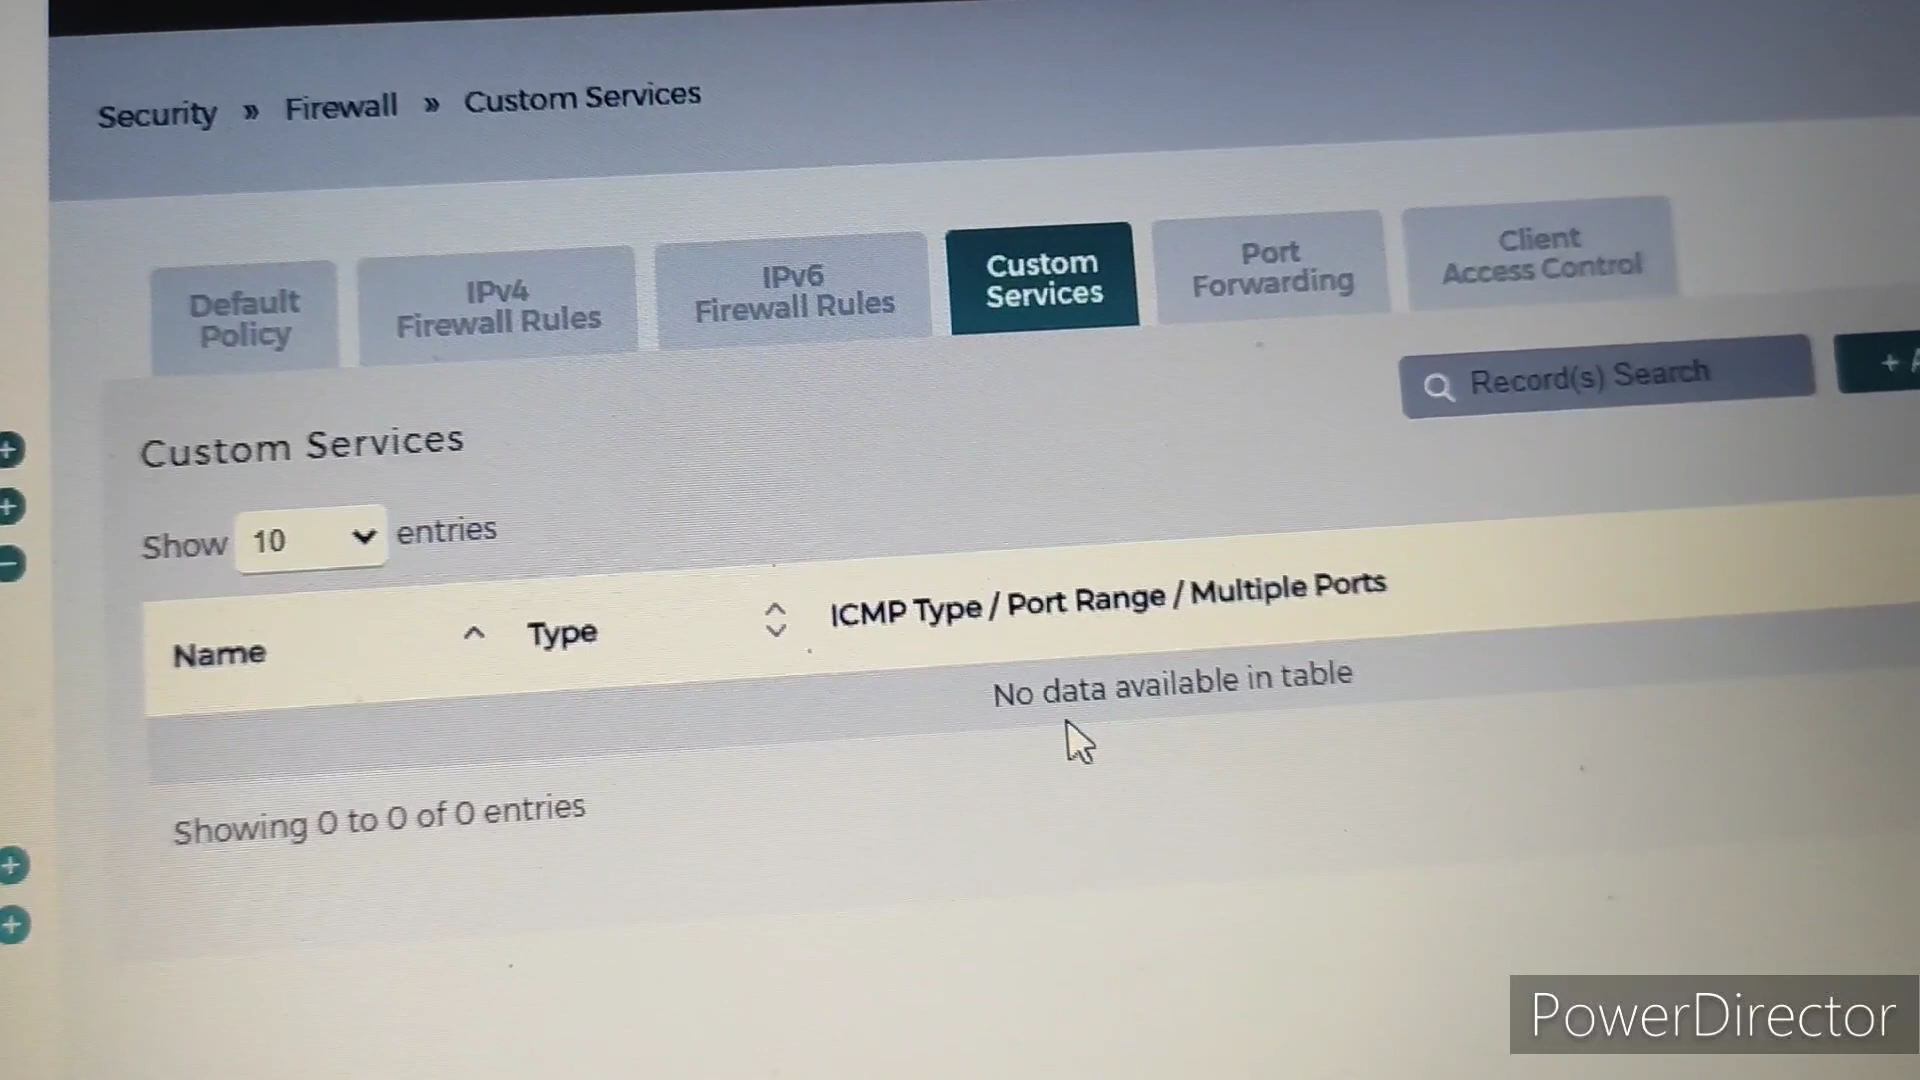 Security » Firewall » Custom Services
Default
Policy
IPv4
Firewall Rules
IPv6
Firewall Rules
Custom
Services
Port
Forwarding
Client
Access Control
Record(s) Search
+
Custom Services
Show 10 entries
Name Type ICMP Type / Port Range / Multiple Ports
No data available in table
Showing 0 to 0 of 0 entries
PowerDirector